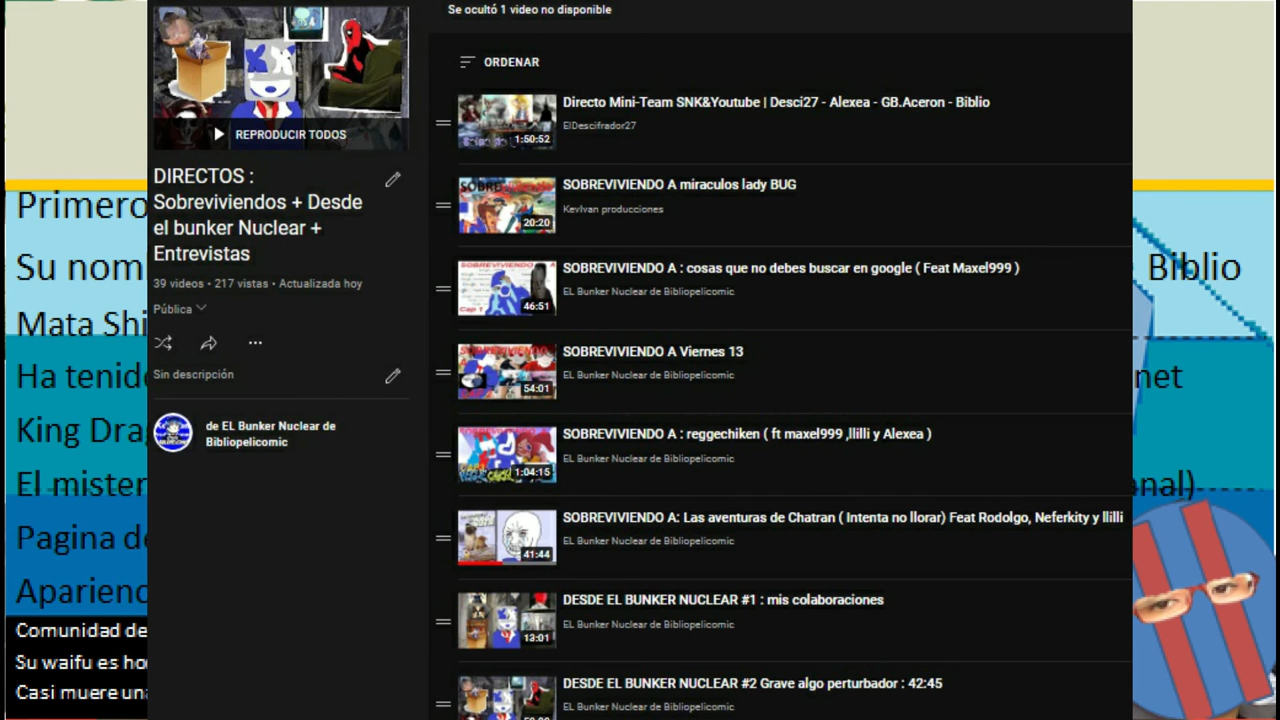 Se ocultó 1 video no disponible
ORDENAR
REPRODUCIR TODOS
DIRECTOS :
Sobreviviendos + Desde
el bunker Nuclear +
Entrevistas
39 videos • 217 vistas • Actualizada hoy
Pública
Sin descripción
de EL Bunker Nuclear de
Bibliopelicomic
Directo Mini-Team SNK&Youtube | Desci27 - Alexea - GB.Aceron - Biblio
ElDescifrador27
1:50:52
SOBREVIVIENDO A miraculos lady BUG
KevIvan producciones
20:20
SOBREVIVIENDO A : cosas que no debes buscar en google ( Feat Maxel999 )
EL Bunker Nuclear de Bibliopelicomic
46:51
SOBREVIVIENDO A Viernes 13
EL Bunker Nuclear de Bibliopelicomic
54:01
SOBREVIVIENDO A : reggechiken ( ft maxel999 ,llilli y Alexea )
EL Bunker Nuclear de Bibliopelicomic
1:04:15
SOBREVIVIENDO A: Las aventuras de Chatran ( Intenta no llorar) Feat Rodolgo, Neferkity y llilli
EL Bunker Nuclear de Bibliopelicomic
41:44
DESDE EL BUNKER NUCLEAR #1 : mis colaboraciones
EL Bunker Nuclear de Bibliopelicomic
13:01
DESDE EL BUNKER NUCLEAR #2 Grave algo perturbador : 42:45
EL Bunker Nuclear de Bibliopelicomic
Primero
Su nom
Biblio
Mata Shi
Ha tenid
net
King Dra
El mister
onal)
Pagina d
Aparienc
Comunidad de
Su waifu es ho
Casi muere una